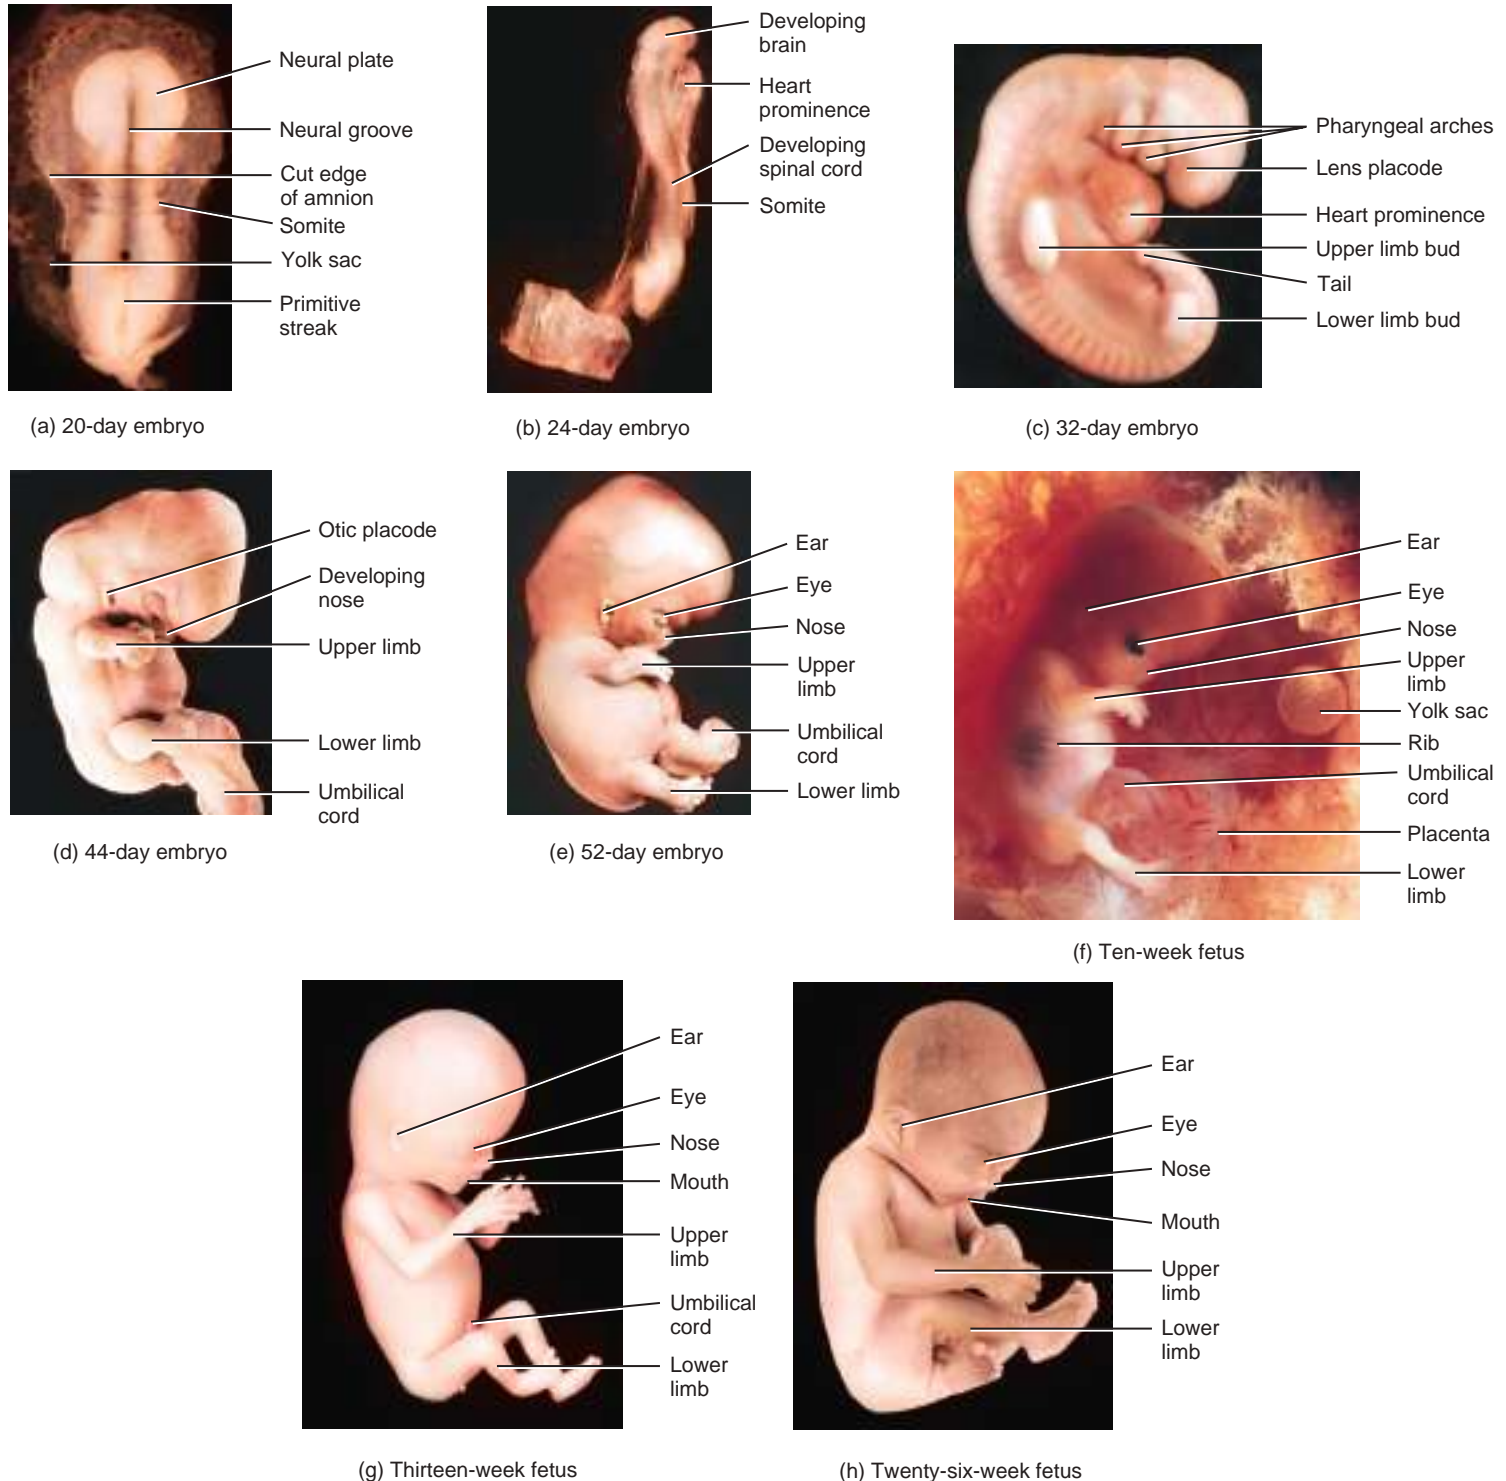 Neural plate
Neural groove
Cut edge
of amnion
Somite
Yolk sac
Primitive
streak
(a) 20-day embryo
Developing
brain
Heart
prominence
Developing
spinal cord
Somite
(b) 24-day embryo
Pharyngeal arches
Lens placode
Heart prominence
Upper limb bud
Tail
Lower limb bud
(c) 32-day embryo
Otic placode
Developing
nose
Upper limb
Lower limb
Umbilical
cord
(d) 44-day embryo
Ear
Eye
Nose
Upper
limb
Umbilical
cord
Lower limb
(e) 52-day embryo
Ear
Eye
Nose
Upper
limb
Yolk sac
Rib
Umbilical
cord
Placenta
Lower
limb
(f) Ten-week fetus
Ear
Eye
Nose
Mouth
Upper
limb
Umbilical
cord
Lower
limb
(g) Thirteen-week fetus
Ear
Eye
Nose
Mouth
Upper
limb
Lower
limb
(h) Twenty-six-week fetus